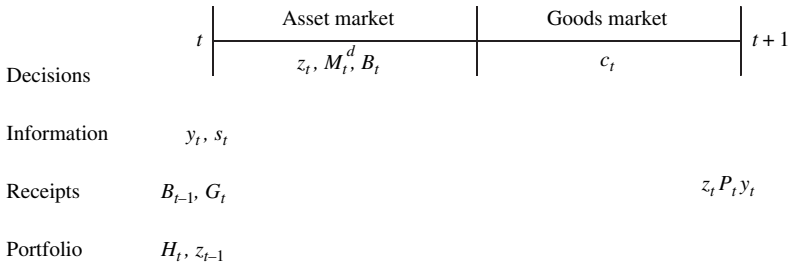 Asset market Goods market
t t + 1
z_t, M_t^d, B_t c_t
Decisions
Information y_t, s_t
Receipts B_{t–1}, G_t z_t P_t y_t
Portfolio H_t, z_{t–1}